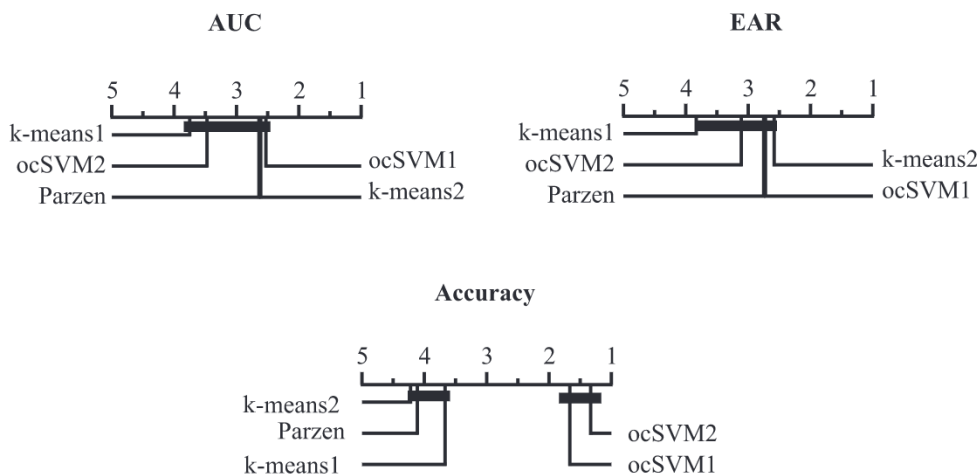 AUC
5 4 3 2 1
k-means1
ocSVM2
Parzen
ocSVM1
k-means2
EAR
5 4 3 2 1
k-means1
ocSVM2
Parzen
k-means2
ocSVM1
Accuracy
5 4 3 2 1
k-means2
Parzen
k-means1
ocSVM2
ocSVM1